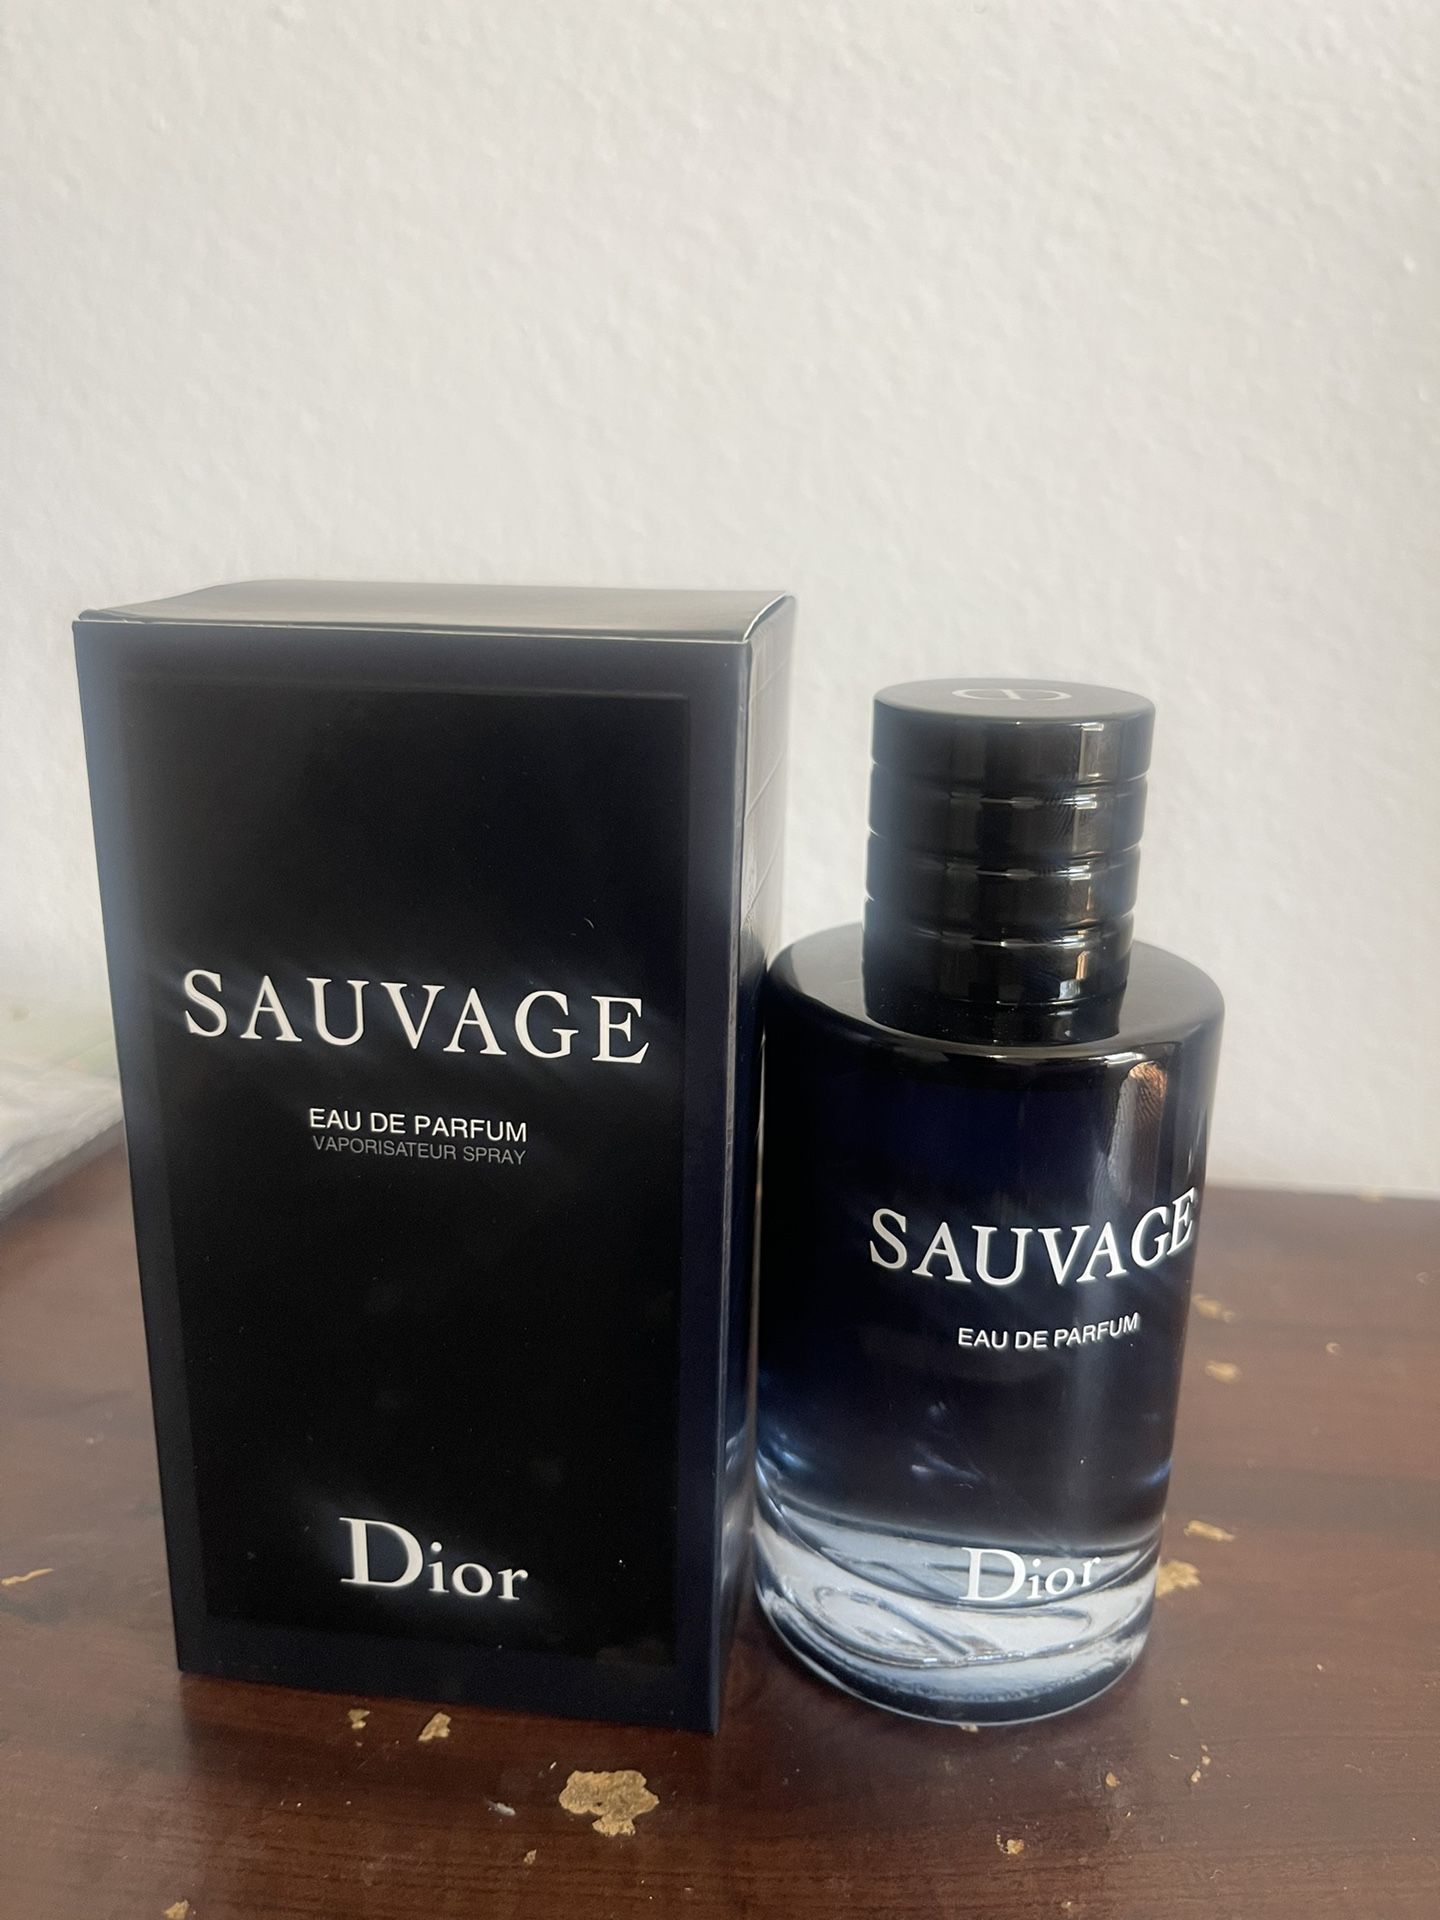 SAUVAGE
EAU DE PARFUM
VAPORISATEUR SPRAY
Dior
SAUVAGE
EAU DE PARFUM
Dior